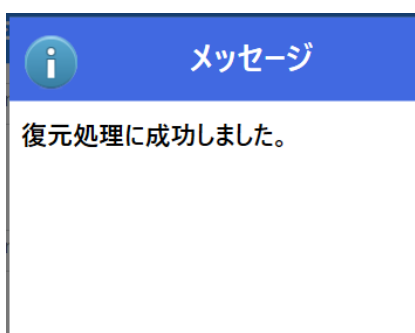 メッセージ
復元処理に成功しました。